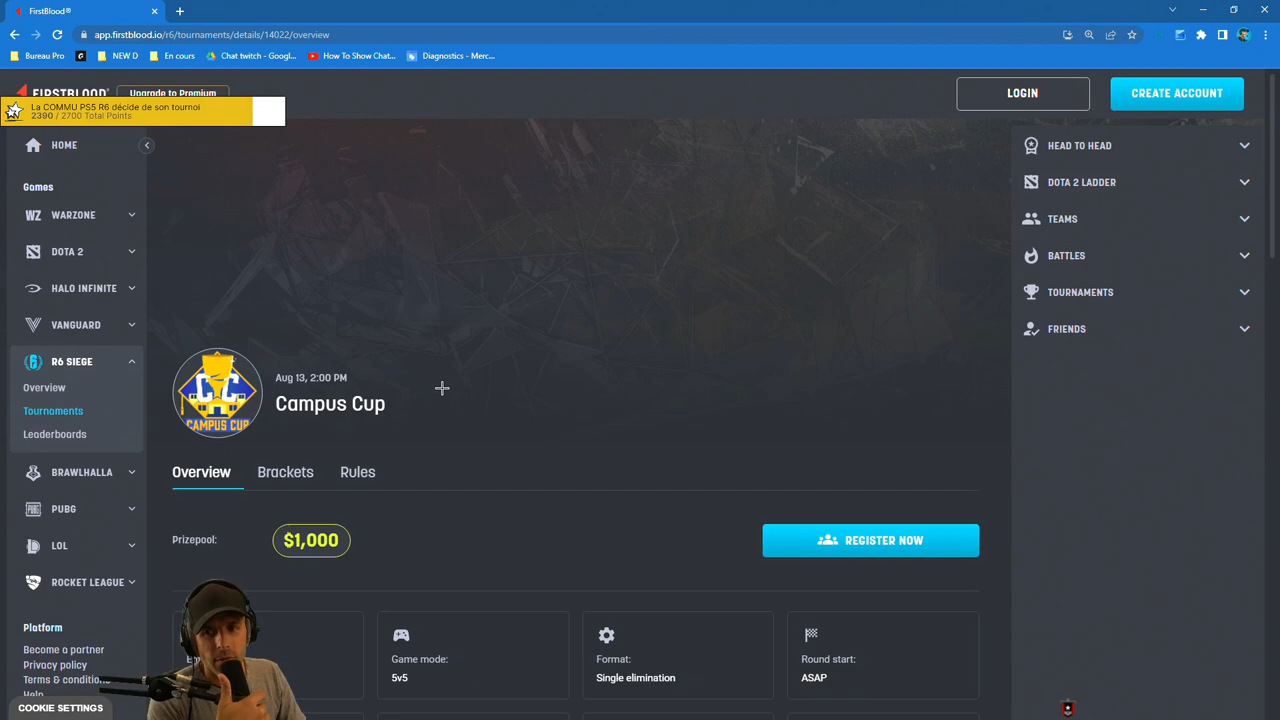 FirstBlood®
app.firstblood.io/r6/tournaments/details/14022/overview
Bureau Pro
NEW D
En cours
Chat twitch - Googl...
How To Show Chat...
Diagnostics - Merc...
FIRSTBLOOD
Upgrade to Premium
LOGIN
CREATE ACCOUNT
La COMMU PS5 R6 décide de son tournoi
2390 / 2700 Total Points
HOME
Games
WZ WARZONE
DOTA 2
HALO INFINITE
VANGUARD
R6 SIEGE
Overview
Tournaments
Leaderboards
BRAWLHALLA
PUBG
LOL
ROCKET LEAGUE
Platform
Become a partner
Privacy policy
Terms & conditions
Help
COOKIE SETTINGS
CC
CAMPUS CUP
Aug 13, 2:00 PM
Campus Cup
Overview
Brackets
Rules
Prizepool:
$1,000
REGISTER NOW
Game mode:
5v5
Format:
Single elimination
Round start:
ASAP
HEAD TO HEAD
DOTA 2 LADDER
TEAMS
BATTLES
TOURNAMENTS
FRIENDS